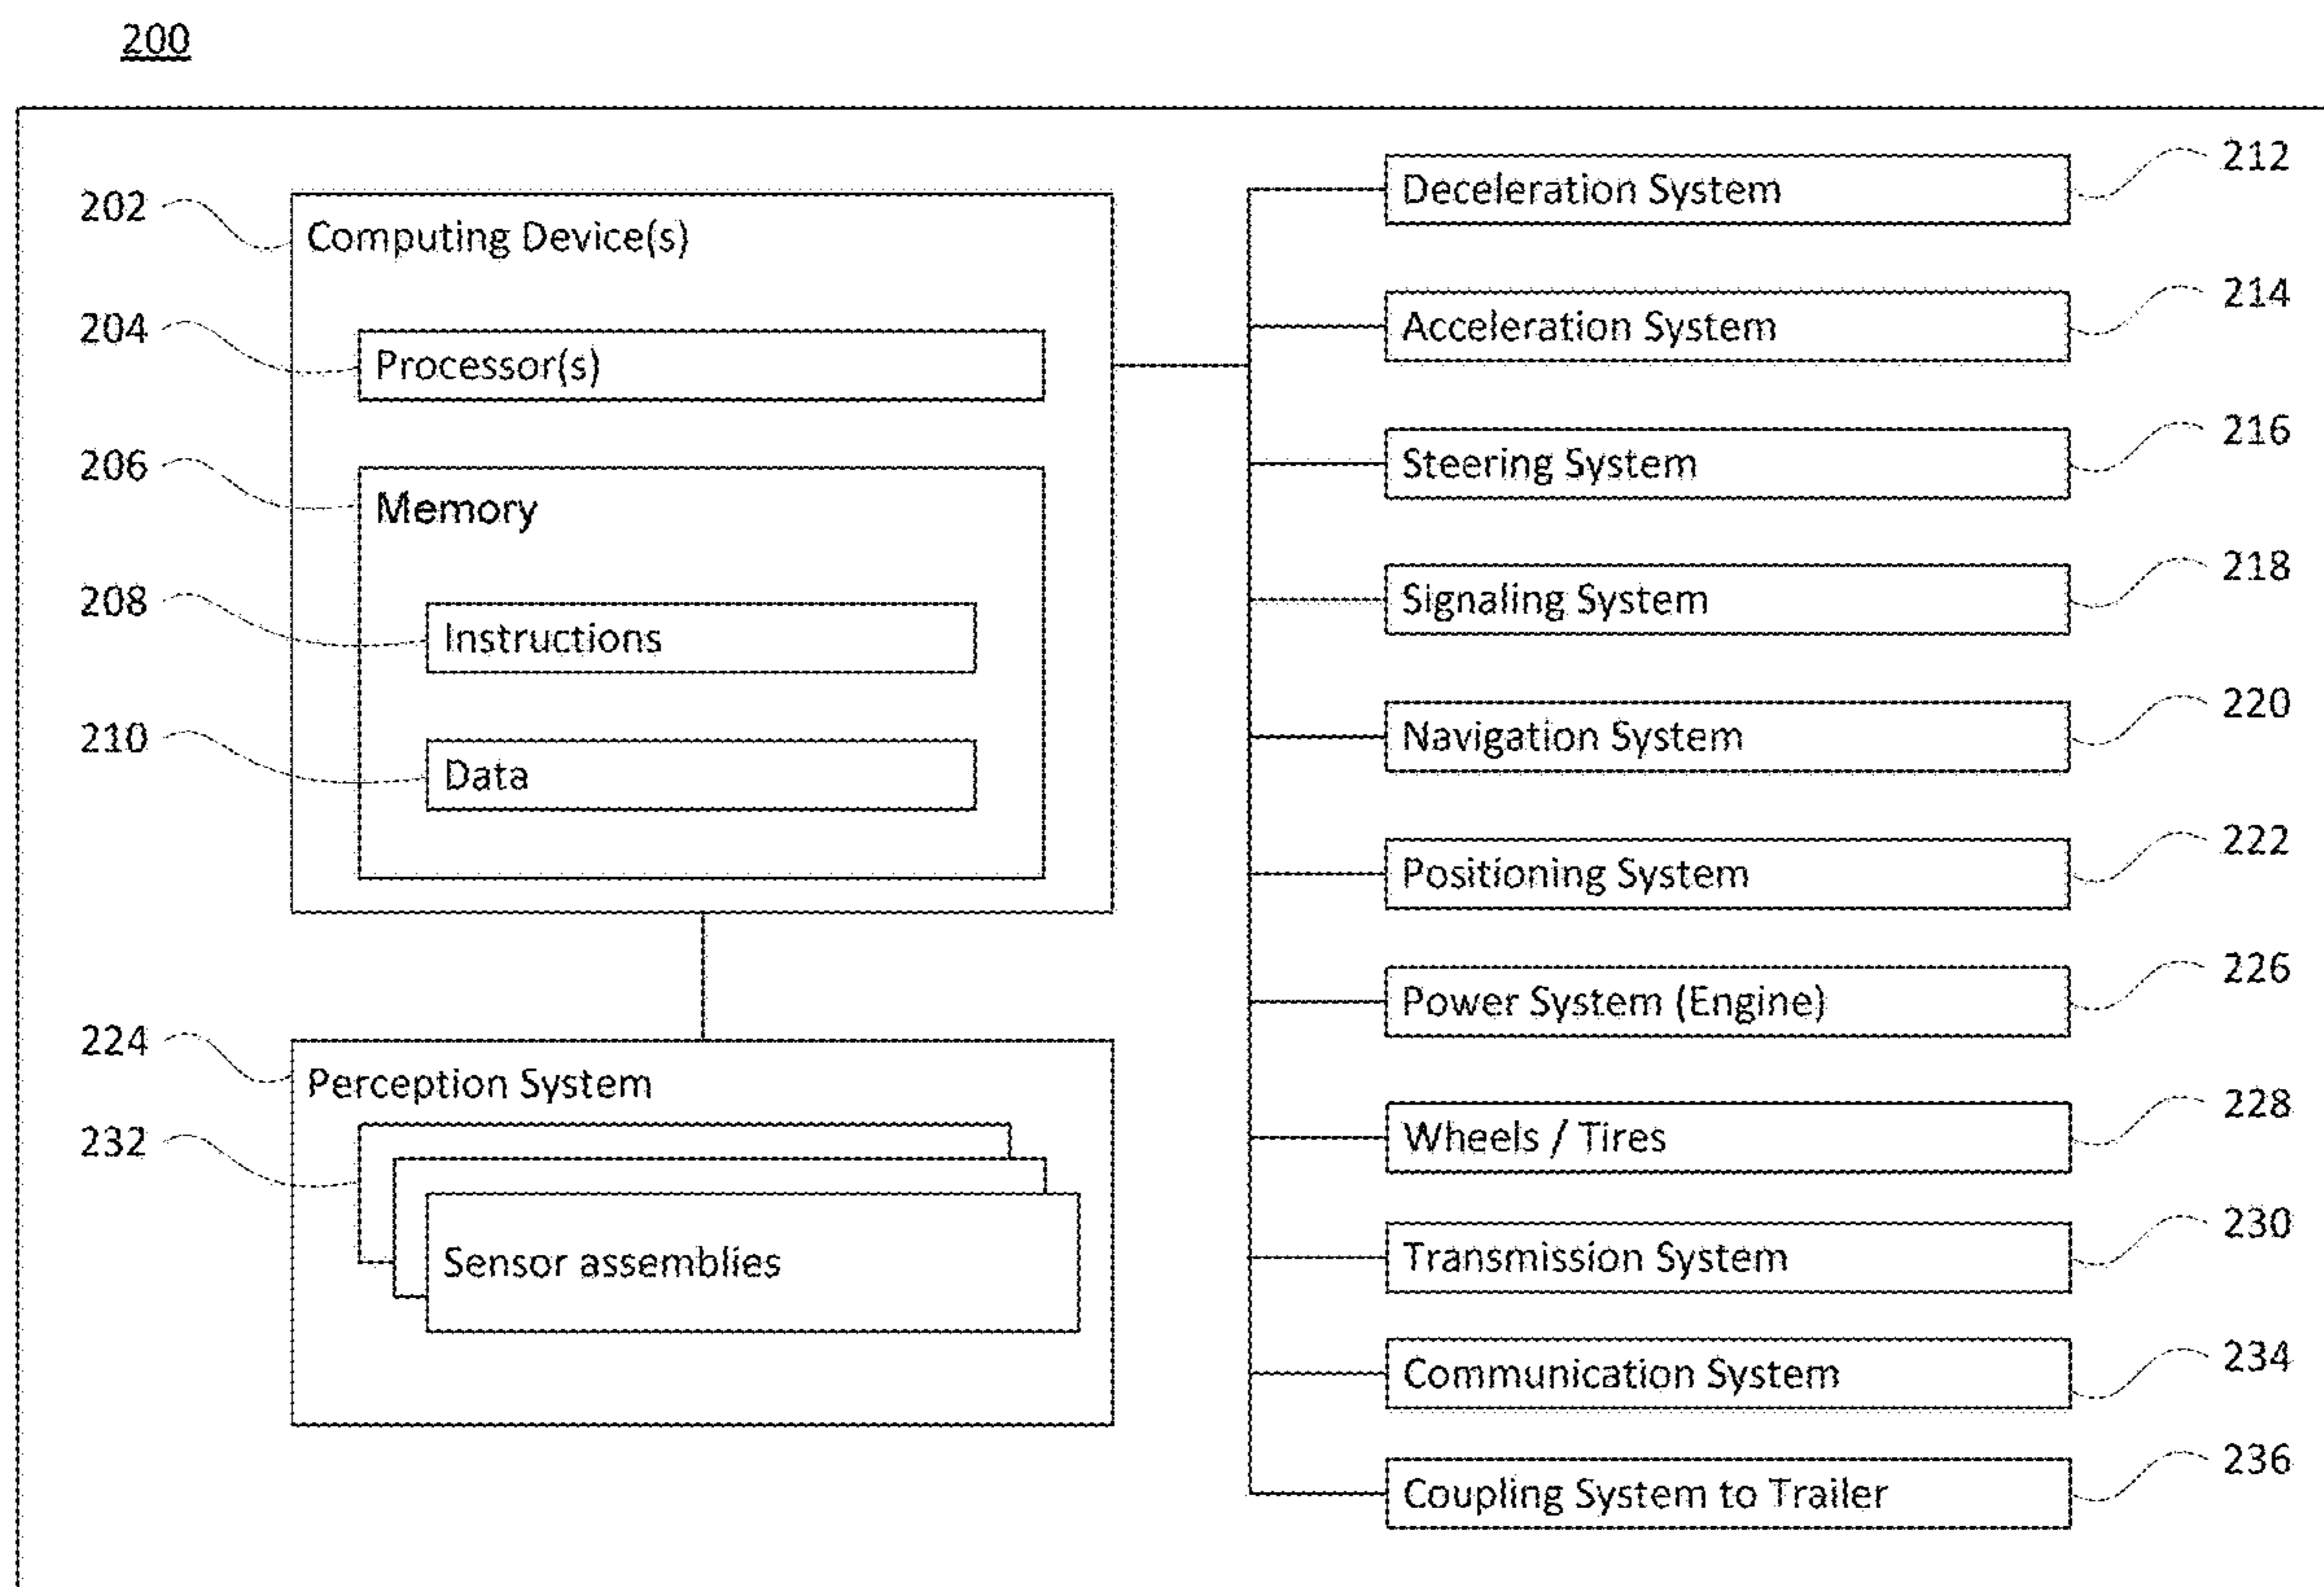 200
202
Computing Device(s)
204
Processor(s)
206
Memory
208
Instructions
210
Data
224
Perception System
232
Sensor assemblies
Deceleration System
212
Acceleration System
214
Steering System
216
Signaling System
218
Navigation System
220
Positioning System
222
Power System (Engine)
226
Wheels / Tires
228
Transmission System
230
Communication System
234
Coupling System to Trailer
236